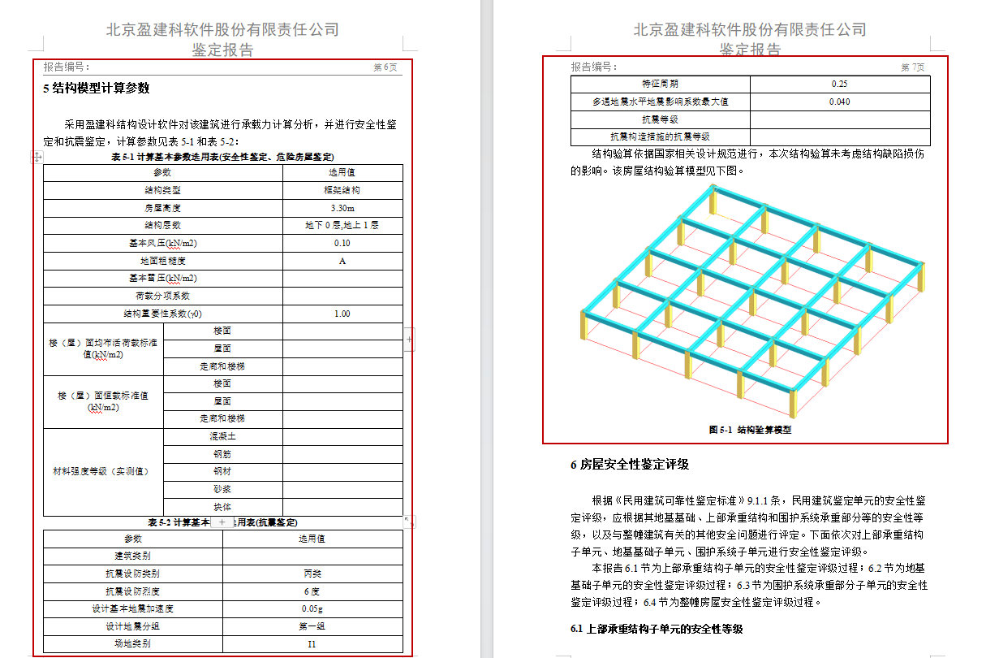 北京盈建科软件股份有限责任公司
鉴定报告
报告编号：
第6页
5 结构模型计算参数
采用盈建科结构设计软件对该建筑进行承载力计算分析，并进行安全性鉴
定和抗震鉴定，计算参数见表 5-1 和表 5-2：
表 5-1 计算基本参数选用表(安全性鉴定、危险房屋鉴定)
参数 选用值
结构类型 框架结构
房屋高度 3.30m
结构层数 地下 0 层,地上 1 层
基本风压(kN/m2) 0.10
地面粗糙度 A
基本雪压(kN/m2)
荷载分项系数
结构重要性系数(γ0) 1.00
楼（屋）面均布活荷载标准
值(kN/m2)
楼面
屋面
走廊和楼梯
楼（屋）面恒载标准值
(kN/m2)
楼面
屋面
走廊和楼梯
材料强度等级（实测值）
混凝土
钢筋
钢材
砂浆
块体
表 5-2 计算基本 选用表(抗震鉴定)
参数 选用值
建筑类别
抗震设防类别 丙类
抗震设防烈度 6 度
设计基本地震加速度 0.05g
设计地震分组 第一组
场地类别 I1
北京盈建科软件股份有限责任公司
鉴定报告
报告编号：
第7页
特征周期 0.25
多遇地震水平地震影响系数最大值 0.040
抗震等级
抗震构造措施的抗震等级
结构验算依据国家相关设计规范进行，本次结构验算未考虑结构缺陷损伤
的影响。该房屋结构验算模型见下图。
图 5-1 结构验算模型
6 房屋安全性鉴定评级
根据《民用建筑可靠性鉴定标准》9.1.1 条，民用建筑鉴定单元的安全性鉴
定评级，应根据其地基基础、上部承重结构和围护系统承重部分等的安全性等
级，以及与整幢建筑有关的其他安全问题进行评定。下面依次对上部承重结构
子单元、地基基础子单元、围护系统子单元进行安全性鉴定评级。
本报告 6.1 节为上部承重结构子单元的安全性鉴定评级过程；6.2 节为地基
基础子单元的安全性鉴定评级过程；6.3 节为围护系统承重部分子单元的安全性
鉴定评级过程；6.4 节为整幢房屋安全性鉴定评级过程。
6.1 上部承重结构子单元的安全性等级